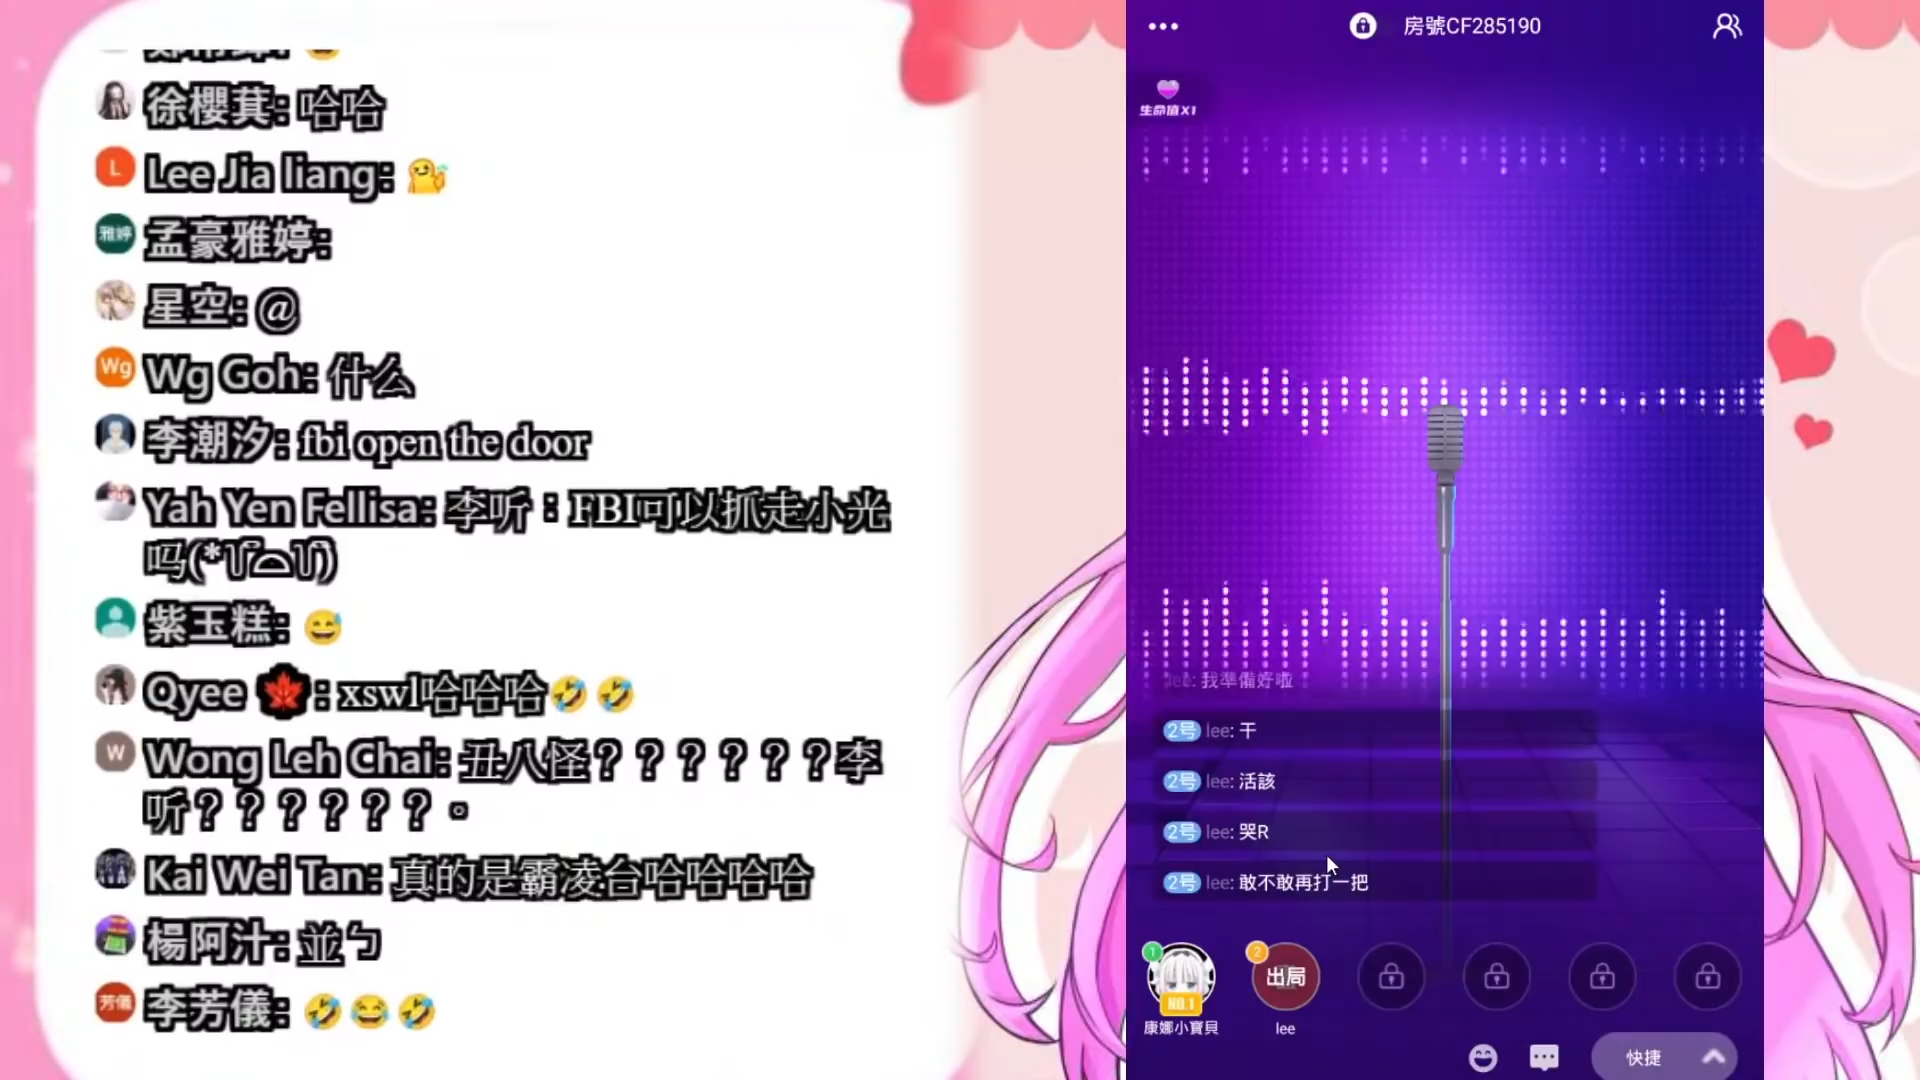 徐櫻萁: 哈哈
L
Lee Jia liang:
雅婷
孟豪雅婷:
星空: @
Wg
Wg Goh: 什么
李潮汐: fbi open the door
Yah Yen Fellisa: 李听：FBI可以抓走小光
紫玉糕:
Qyee : xswl哈哈哈
W
Wong Leh Chai: 丑八怪？？？？？？李
听？？？？？？。
Kai Wei Tan: 真的是霸凌台哈哈哈哈
楊阿汁: 並ㄅ
芳儀
李芳儀:
房號CF285190
生命值X1
lee: 我準備好啦
2号 lee: 干
2号 lee: 活該
2号 lee: 哭R
2号 lee: 敢不敢再打一把
1
NO.1
康娜小寶貝
2
出局
lee
快捷